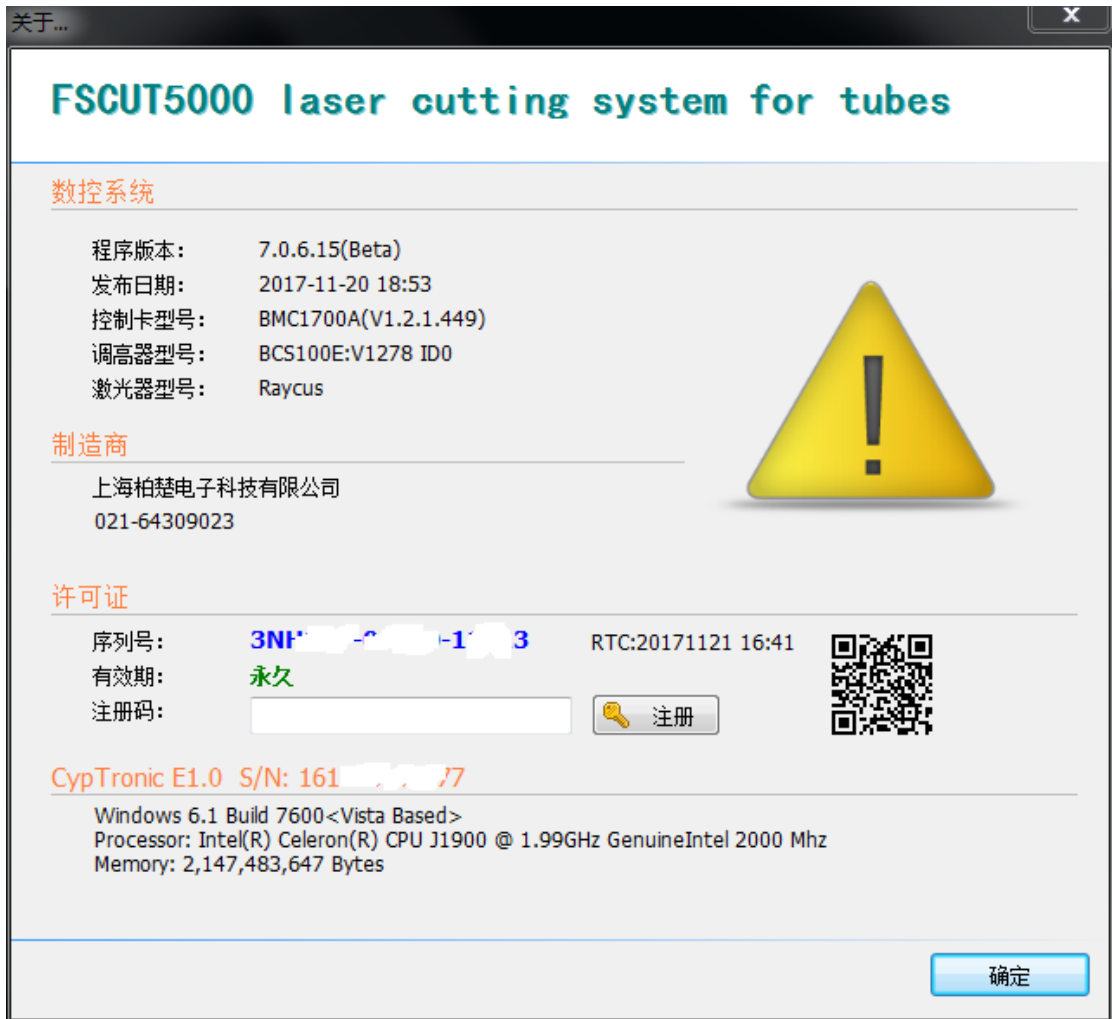 关于...
X
FSCUT5000 laser cutting system for tubes
数控系统
程序版本: 7.0.6.15(Beta)
发布日期: 2017-11-20 18:53
控制卡型号: BMC1700A(V1.2.1.449)
调高器型号: BCS100E:V1278 ID0
激光器型号: Raycus
制造商
上海柏楚电子科技有限公司
021-64309023
许可证
序列号: RTC:20171121 16:41
有效期: 永久
注册码: 注册
CypTronic E1.0 S/N:
Windows 6.1 Build 7600<Vista Based>
Processor: Intel(R) Celeron(R) CPU J1900 @ 1.99GHz GenuineIntel 2000 Mhz
Memory: 2,147,483,647 Bytes
确定